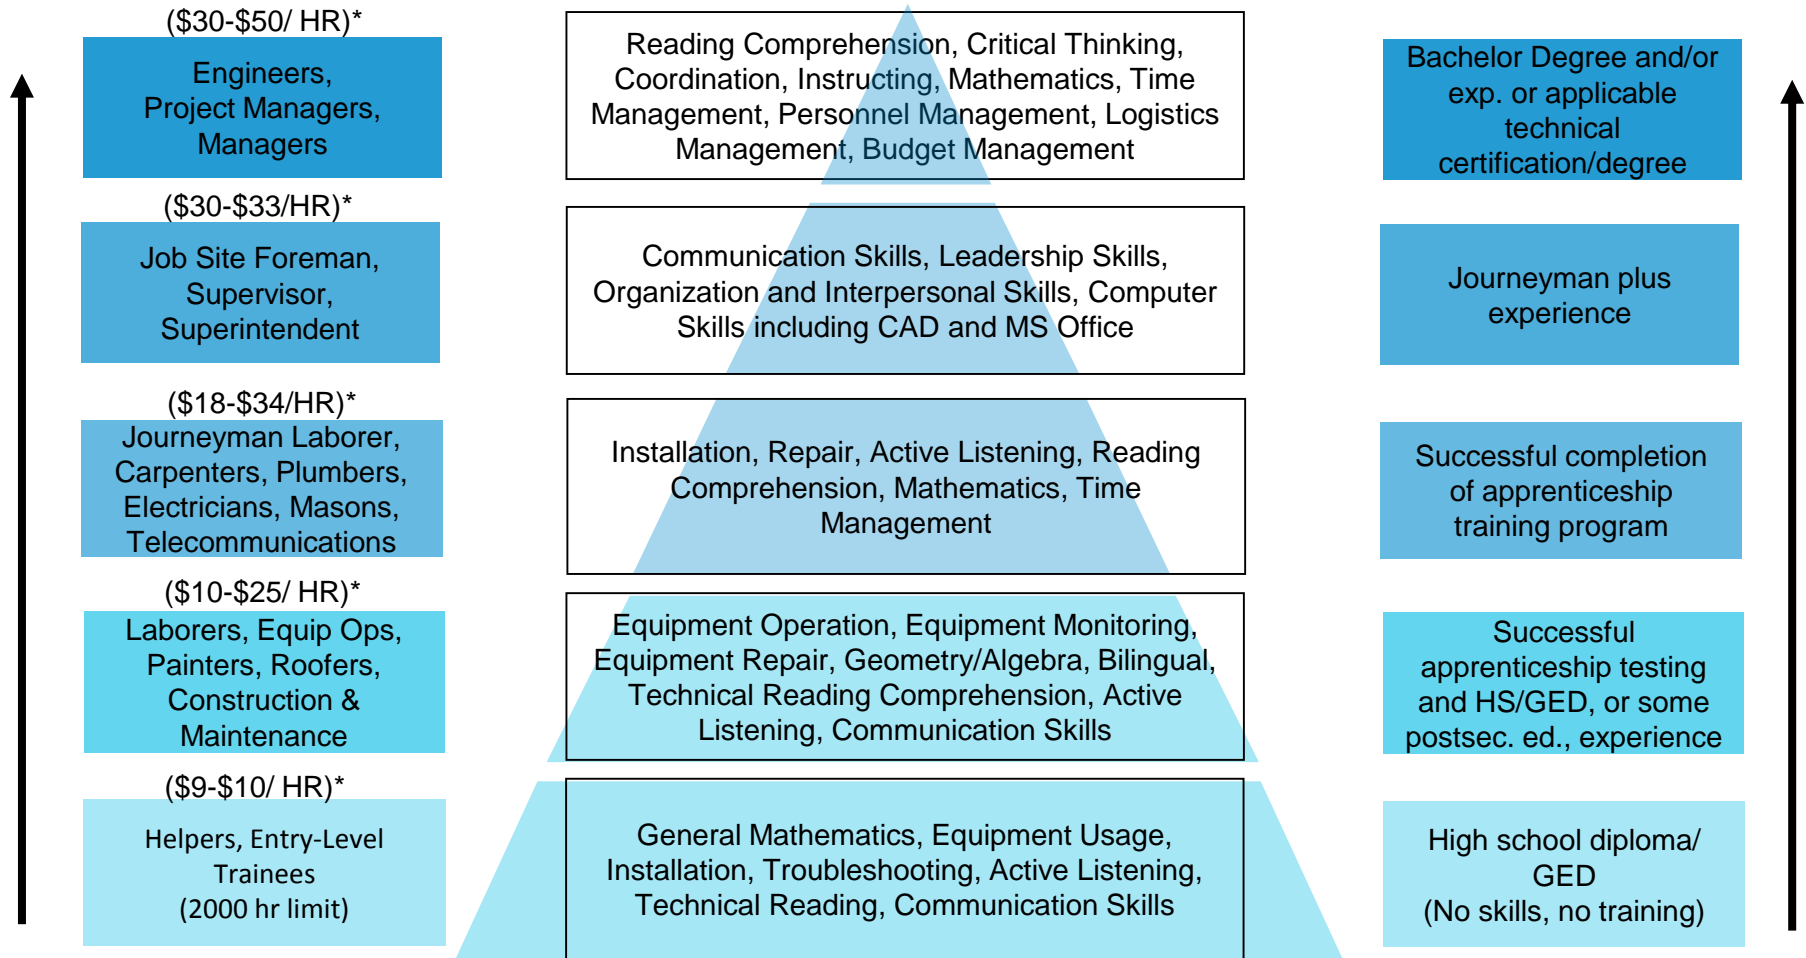 ($30-$50/ HR)*
Engineers,
Project Managers,
Managers
Reading Comprehension, Critical Thinking,
Coordination, Instructing, Mathematics, Time
Management, Personnel Management, Logistics
Management, Budget Management
Bachelor Degree and/or
exp. or applicable
technical
certification/degree
($30-$33/HR)*
Job Site Foreman,
Supervisor,
Superintendent
Communication Skills, Leadership Skills,
Organization and Interpersonal Skills, Computer
Skills including CAD and MS Office
Journeyman plus
experience
($18-$34/HR)*
Journeyman Laborer,
Carpenters, Plumbers,
Electricians, Masons,
Telecommunications
Installation, Repair, Active Listening, Reading
Comprehension, Mathematics, Time
Management
Successful completion
of apprenticeship
training program
($10-$25/ HR)*
Laborers, Equip Ops,
Painters, Roofers,
Construction &
Maintenance
Equipment Operation, Equipment Monitoring,
Equipment Repair, Geometry/Algebra, Bilingual,
Technical Reading Comprehension, Active
Listening, Communication Skills
Successful
apprenticeship testing
and HS/GED, or some
postsec. ed., experience
($9-$10/ HR)*
Helpers, Entry-Level
Trainees
(2000 hr limit)
General Mathematics, Equipment Usage,
Installation, Troubleshooting, Active Listening,
Technical Reading, Communication Skills
High school diploma/
GED
(No skills, no training)